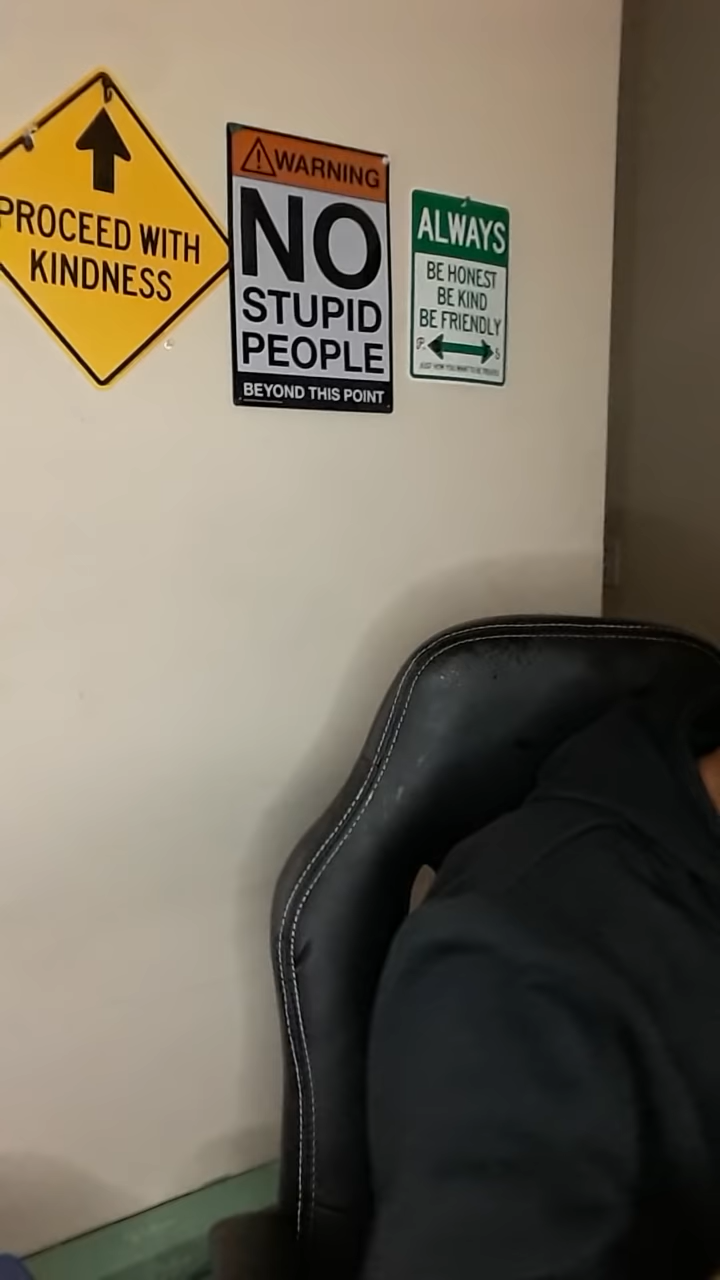 PROCEED WITH
KINDNESS
WARNING
NO
STUPID
PEOPLE
BEYOND THIS POINT
ALWAYS
BE HONEST
BE KIND
BE FRIENDLY